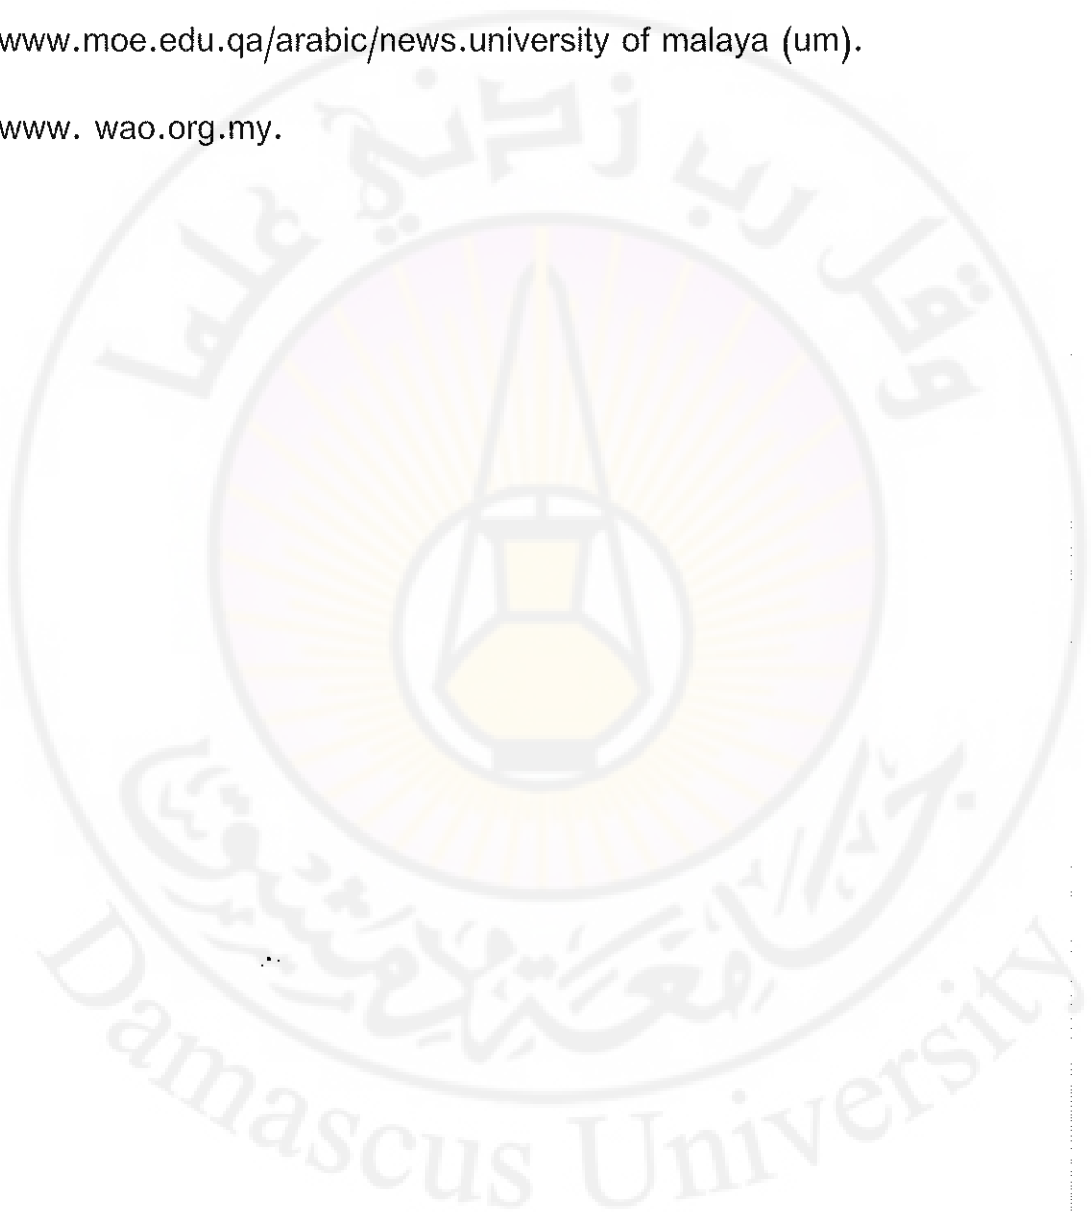 www.moe.edu.qa/arabic/news.university of malaya (um).
www. wao.org.my.
وقل رب زدني علما
جامعة دمشق
Damascus University